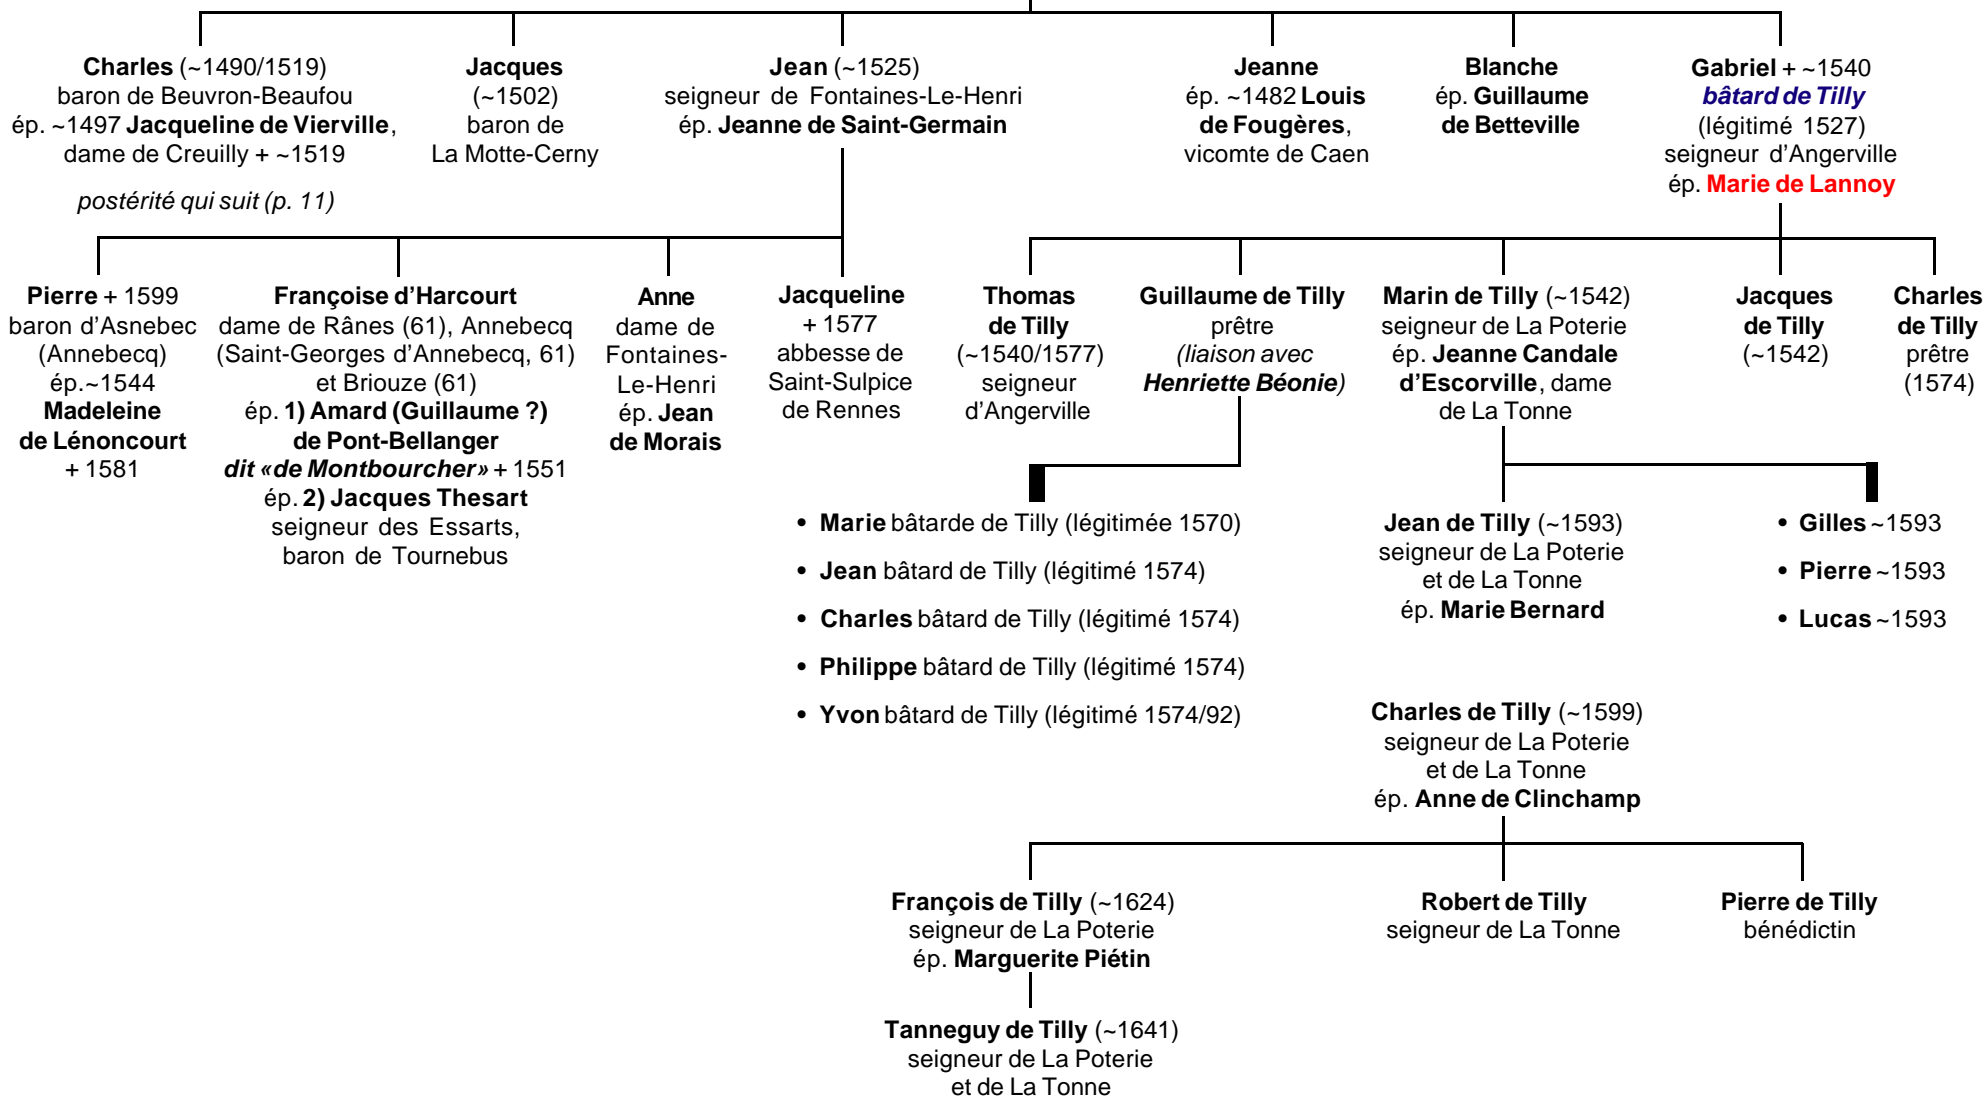 Charles (~1490/1519)
baron de Beuvron-Beaufou
ép. ~1497 Jacqueline de Vierville,
dame de Creuilly + ~1519
postérité qui suit (p. 11)
Jacques
(~1502)
baron de
La Motte-Cerny
Jean (~1525)
seigneur de Fontaines-Le-Henri
ép. Jeanne de Saint-Germain
Jeanne
ép. ~1482 Louis
de Fougères,
vicomte de Caen
Blanche
ép. Guillaume
de Betteville
Gabriel + ~1540
bâtard de Tilly
(légitimé 1527)
seigneur d'Angerville
ép. Marie de Lannoy
Pierre + 1599
baron d'Asnebec
(Annebecq)
ép.~1544
Madeleine
de Lénoncourt
+ 1581
Françoise d'Harcourt
dame de Rânes (61), Annebecq
(Saint-Georges d'Annebecq, 61)
et Briouze (61)
ép. 1) Amard (Guillaume ?)
de Pont-Bellanger
dit «de Montbourcher» + 1551
ép. 2) Jacques Thesart
seigneur des Essarts,
baron de Tournebus
Anne
dame de
Fontaines-
Le-Henri
ép. Jean
de Morais
Jacqueline
+ 1577
abbesse de
Saint-Sulpice
de Rennes
Thomas
de Tilly
(~1540/1577)
seigneur
d'Angerville
Guillaume de Tilly
prêtre
(liaison avec
Henriette Béonie)
Marin de Tilly (~1542)
seigneur de La Poterie
ép. Jeanne Candale
d'Escorville, dame
de La Tonne
Jacques
de Tilly
(~1542)
Charles
de Tilly
prêtre
(1574)
• Marie bâtarde de Tilly (légitimée 1570)
• Jean bâtard de Tilly (légitimé 1574)
• Charles bâtard de Tilly (légitimé 1574)
• Philippe bâtard de Tilly (légitimé 1574)
• Yvon bâtard de Tilly (légitimé 1574/92)
Jean de Tilly (~1593)
seigneur de La Poterie
et de La Tonne
ép. Marie Bernard
• Gilles ~1593
• Pierre ~1593
• Lucas ~1593
Charles de Tilly (~1599)
seigneur de La Poterie
et de La Tonne
ép. Anne de Clinchamp
François de Tilly (~1624)
seigneur de La Poterie
ép. Marguerite Piétin
Robert de Tilly
seigneur de La Tonne
Pierre de Tilly
bénédictin
Tanneguy de Tilly (~1641)
seigneur de La Poterie
et de La Tonne